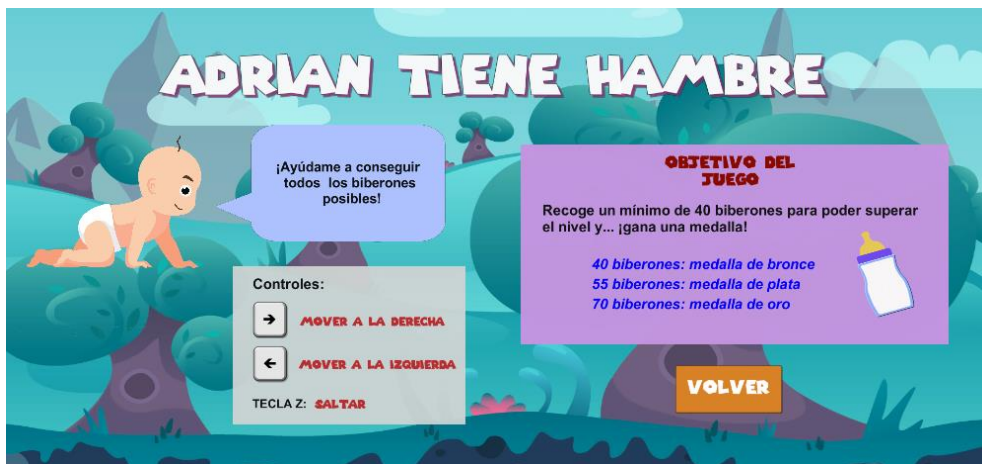 ADRIAN TIENE HAMBRE
¡Ayúdame a conseguir
todos los biberones
posibles!
Controles:
→ MOVER A LA DERECHA
← MOVER A LA IZQUIERDA
TECLA Z: SALTAR
OBJETIVO DEL
JUEGO
Recoge un mínimo de 40 biberones para poder superar
el nivel y... ¡gana una medalla!
40 biberones: medalla de bronce
55 biberones: medalla de plata
70 biberones: medalla de oro
VOLVER